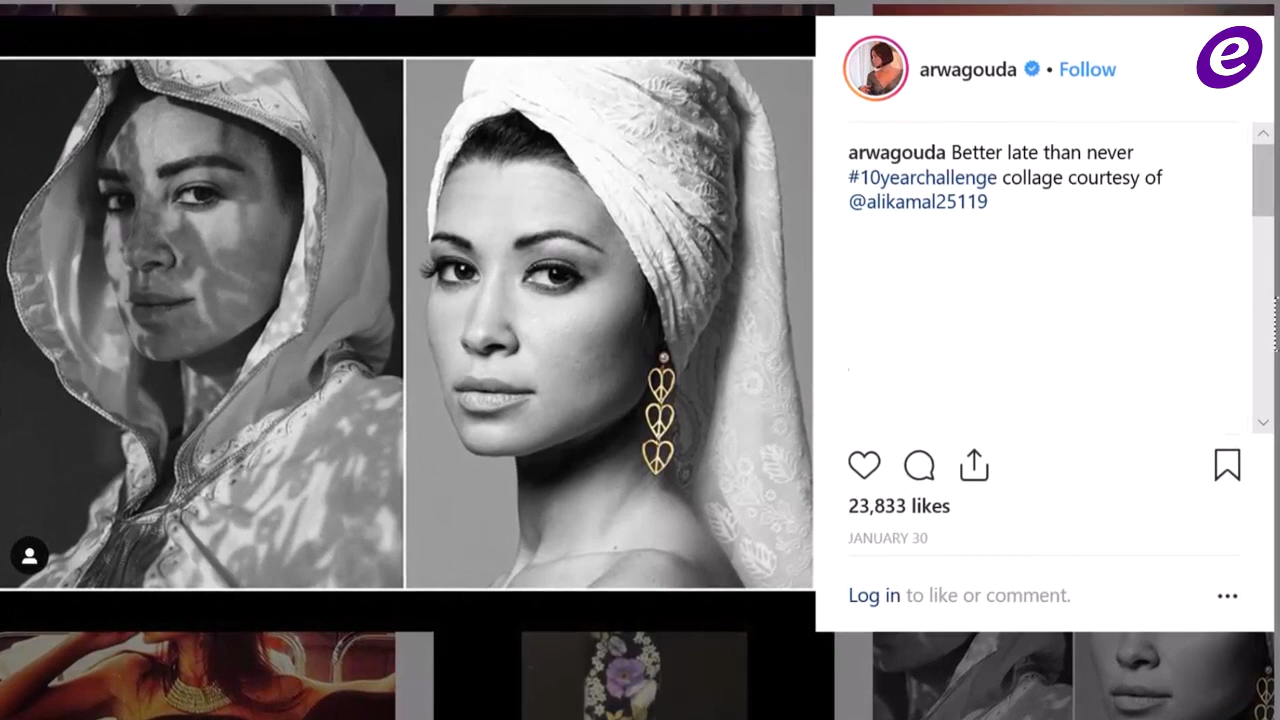 e
arwagouda • Follow
arwagouda Better late than never
#10yearchallenge collage courtesy of
@alikamal25119
23,833 likes
JANUARY 30
Log in to like or comment.